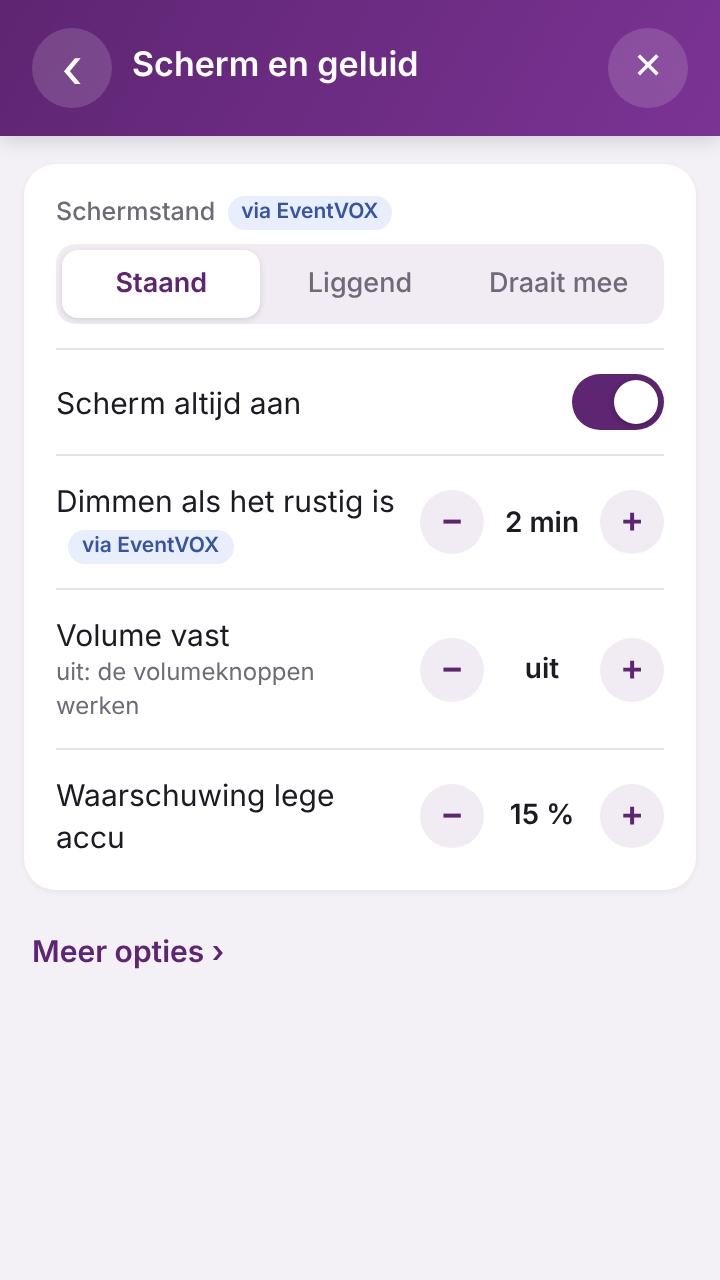 ‹ Scherm en geluid ×
Schermstand via EventVOX
Staand Liggend Draait mee
Scherm altijd aan
Dimmen als het rustig is
via EventVOX
− 2 min +
Volume vast
uit: de volumeknoppen
werken
− uit +
Waarschuwing lege
accu
− 15 % +
Meer opties ›